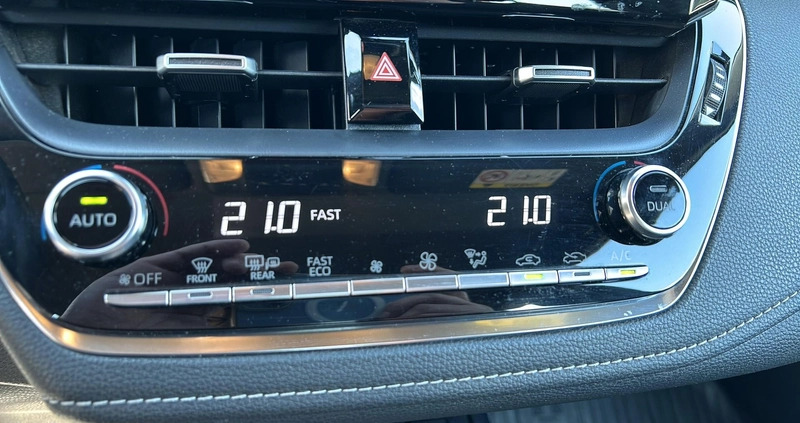 21.0 FAST 21.0
AUTO DUAL
OFF FRONT REAR FAST ECO A/C